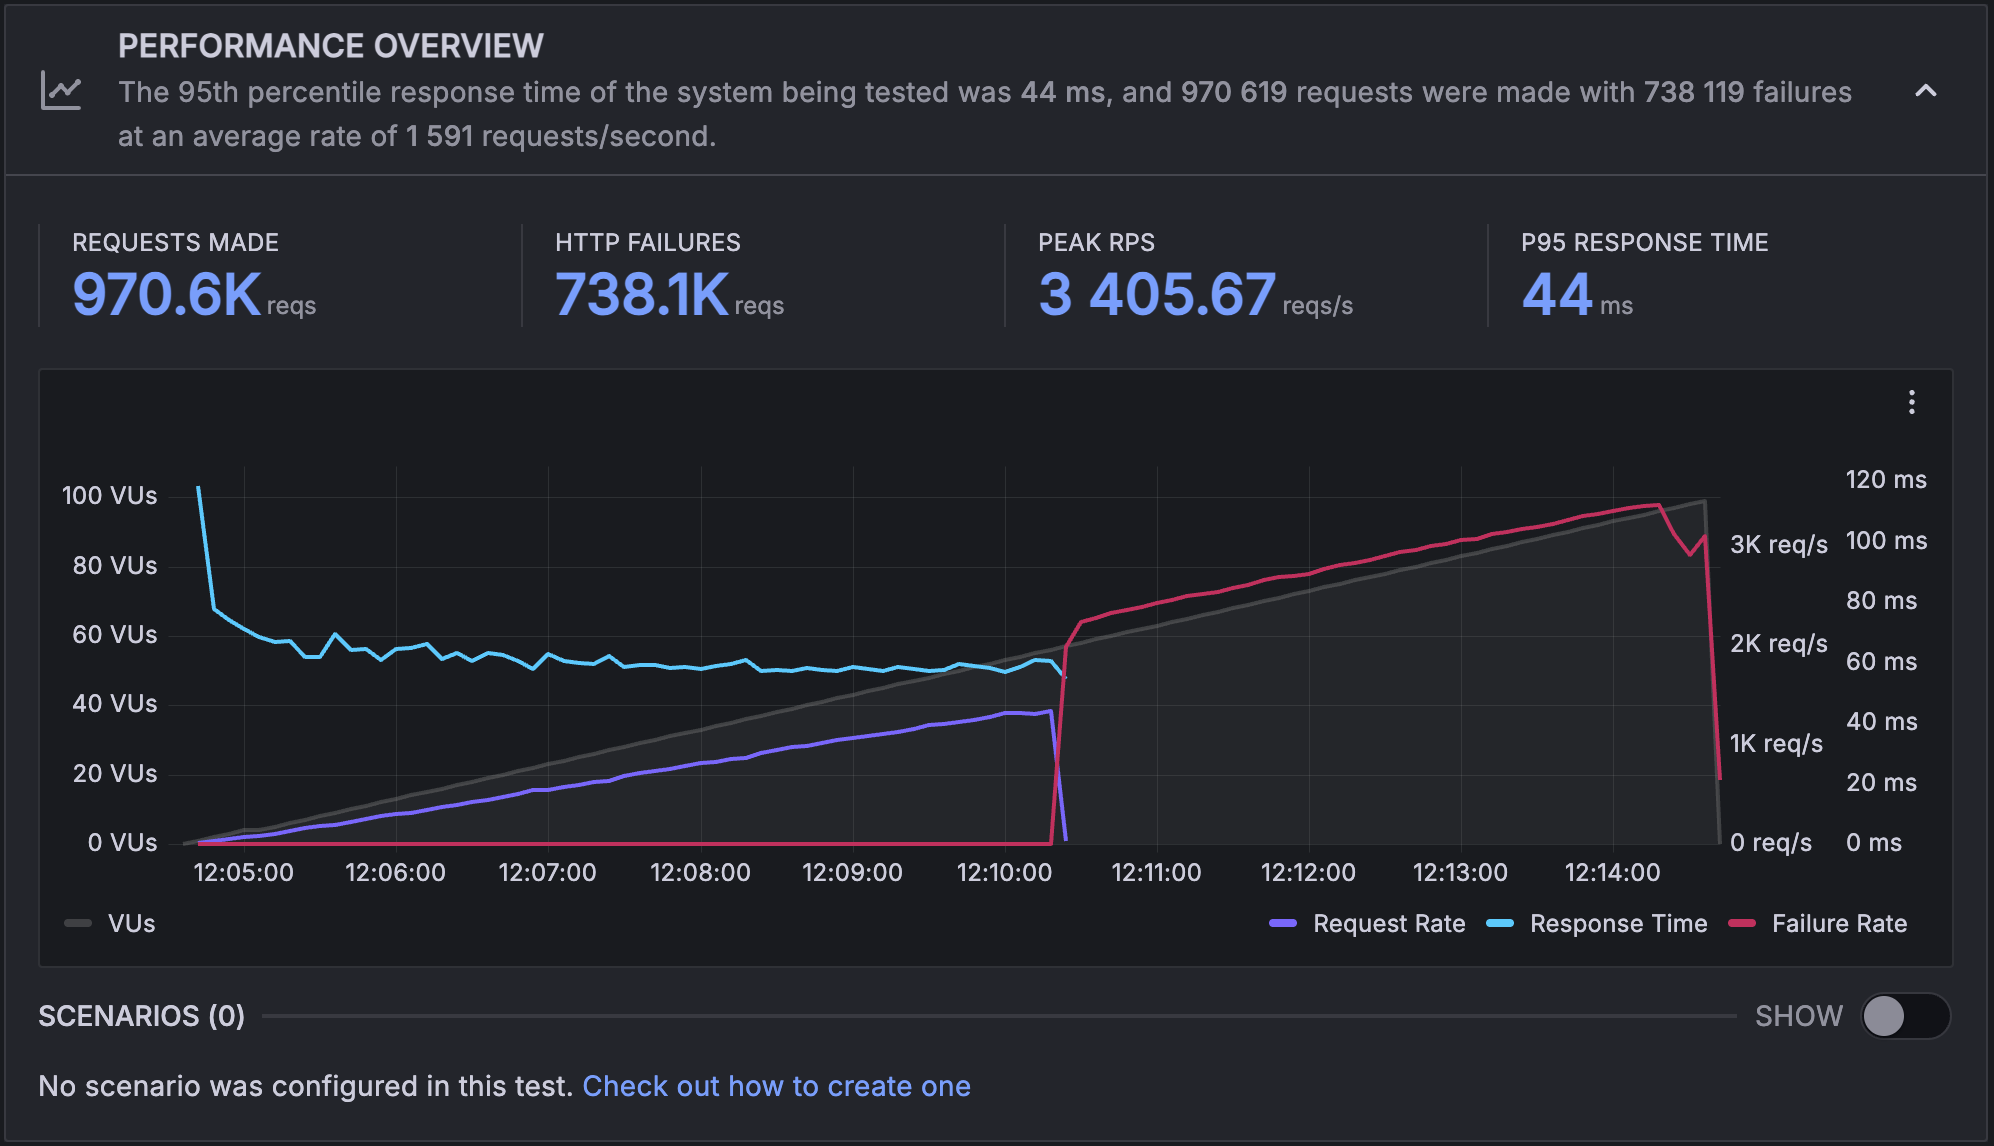 PERFORMANCE OVERVIEW
The 95th percentile response time of the system being tested was 44 ms, and 970 619 requests were made with 738 119 failures
at an average rate of 1 591 requests/second.
REQUESTS MADE
970.6K reqs
HTTP FAILURES
738.1K reqs
PEAK RPS
3 405.67 reqs/s
P95 RESPONSE TIME
44 ms
100 VUs
80 VUs
60 VUs
40 VUs
20 VUs
0 VUs
120 ms
100 ms
80 ms
60 ms
40 ms
20 ms
0 ms
3K req/s
2K req/s
1K req/s
0 req/s
12:05:00 12:06:00 12:07:00 12:08:00 12:09:00 12:10:00 12:11:00 12:12:00 12:13:00 12:14:00
VUs
Request Rate Response Time Failure Rate
SCENARIOS (0)
SHOW
No scenario was configured in this test. Check out how to create one